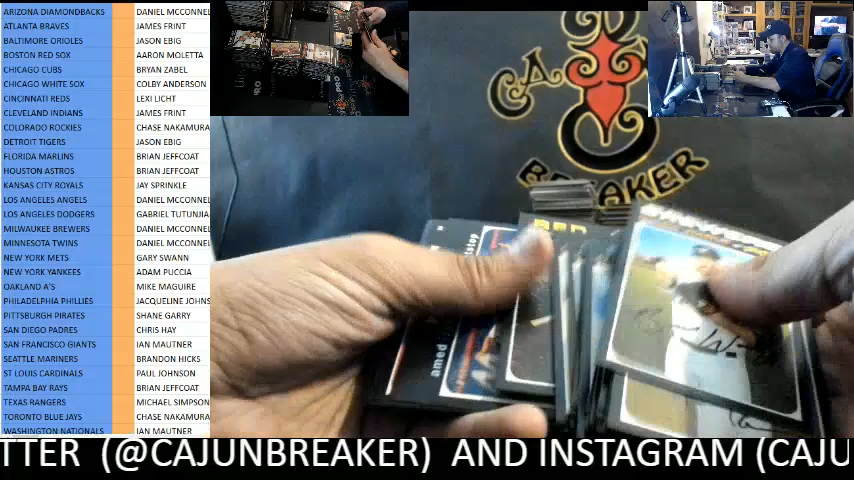 ARIZONA DIAMONDBACKS DANIEL MCCONNEL
ATLANTA BRAVES JAMES FRINT
BALTIMORE ORIOLES JASON EBIG
BOSTON RED SOX AARON MOLETTA
CHICAGO CUBS BRYAN ZABEL
CHICAGO WHITE SOX COLBY ANDERSON
CINCINNATI REDS LEXI LICHT
CLEVELAND INDIANS JAMES FRINT
COLORADO ROCKIES CHASE NAKAMURA
DETROIT TIGERS JASON EBIG
FLORIDA MARLINS BRIAN JEFFCOAT
HOUSTON ASTROS BRIAN JEFFCOAT
KANSAS CITY ROYALS JAY SPRINKLE
LOS ANGELES ANGELS DANIEL MCCONNEL
LOS ANGELES DODGERS GABRIEL TUTUNJIA
MILWAUKEE BREWERS DANIEL MCCONNEL
MINNESOTA TWINS DANIEL MCCONNEL
NEW YORK METS GARY SWANN
NEW YORK YANKEES ADAM PUCCIA
OAKLAND A'S MIKE MAGUIRE
PHILADELPHIA PHILLIES JACQUELINE JOHNS
PITTSBURGH PIRATES SHANE GARRY
SAN DIEGO PADRES CHRIS HAY
SAN FRANCISCO GIANTS IAN MAUTNER
SEATTLE MARINERS BRANDON HICKS
ST LOUIS CARDINALS PAUL JOHNSON
TAMPA BAY RAYS BRIAN JEFFCOAT
TEXAS RANGERS MICHAEL SIMPSON
TORONTO BLUE JAYS CHASE NAKAMURA
WASHINGTON NATIONALS IAN MAUTNER
CA
BREAKER
RED
amed
TTER (@CAJUNBREAKER) AND INSTAGRAM (CAJU